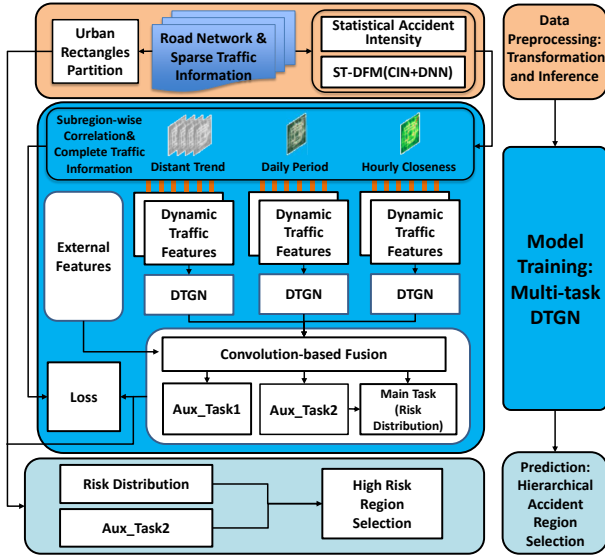 Urban
Rectangles
Partition
Road Network &
Sparse Traffic
Information
Statistical Accident
Intensity
ST-DFM(CIN+DNN)
Data
Preprocessing:
Transformation
and Inference
Subregion-wise
Correlation&
Complete Traffic
Information
Distant Trend
Daily Period
Hourly Closeness
External
Features
Dynamic
Traffic
Features
Dynamic
Traffic
Features
Dynamic
Traffic
Features
DTGN
DTGN
DTGN
Convolution-based Fusion
Loss
Aux_Task1
Aux_Task2
Main Task
(Risk
Distribution)
Model
Training:
Multi-task
DTGN
Risk Distribution
Aux_Task2
High Risk
Region
Selection
Prediction:
Hierarchical
Accident
Region
Selection